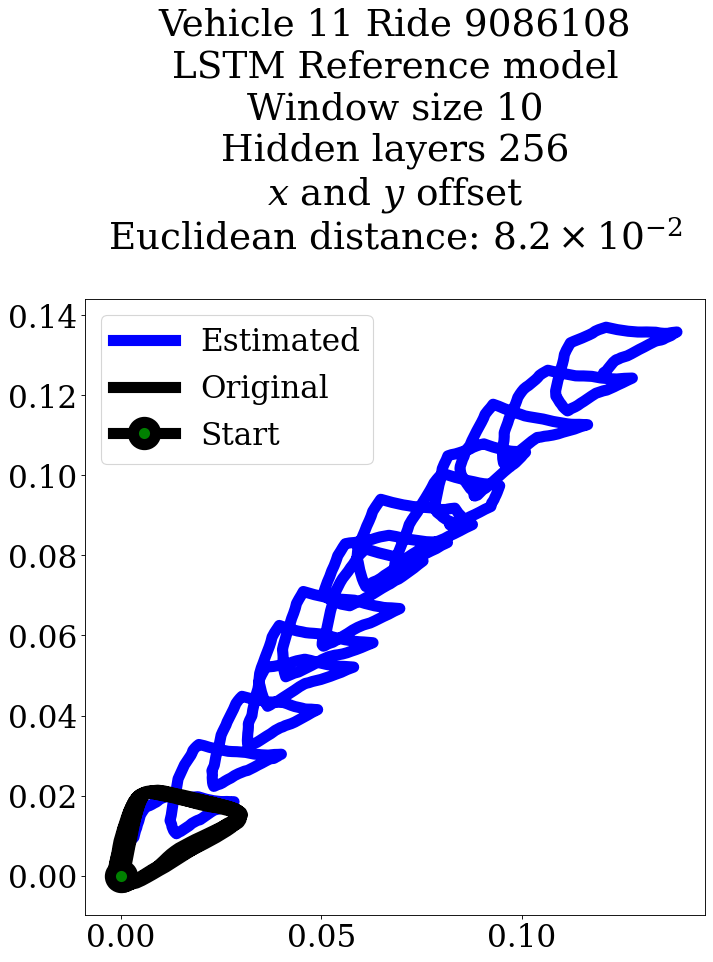 Vehicle 11 Ride 9086108
LSTM Reference model
Window size 10
Hidden layers 256
x and y offset
Euclidean distance: 8.2 × 10⁻²
Estimated
Original
Start
0.14
0.12
0.10
0.08
0.06
0.04
0.02
0.00
0.00 0.05 0.10